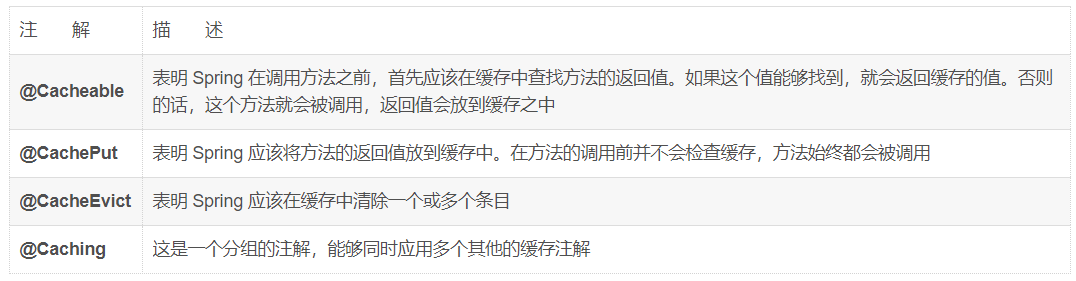 注 解 描 述
@Cacheable 表明 Spring 在调用方法之前，首先应该在缓存中查找方法的返回值。如果这个值能够找到，就会返回缓存的值。否则
的话，这个方法就会被调用，返回值会放到缓存之中
@CachePut 表明 Spring 应该将方法的返回值放到缓存中。在方法的调用前并不会检查缓存，方法始终都会被调用
@CacheEvict 表明 Spring 应该在缓存中清除一个或多个条目
@Caching 这是一个分组的注解，能够同时应用多个其他的缓存注解